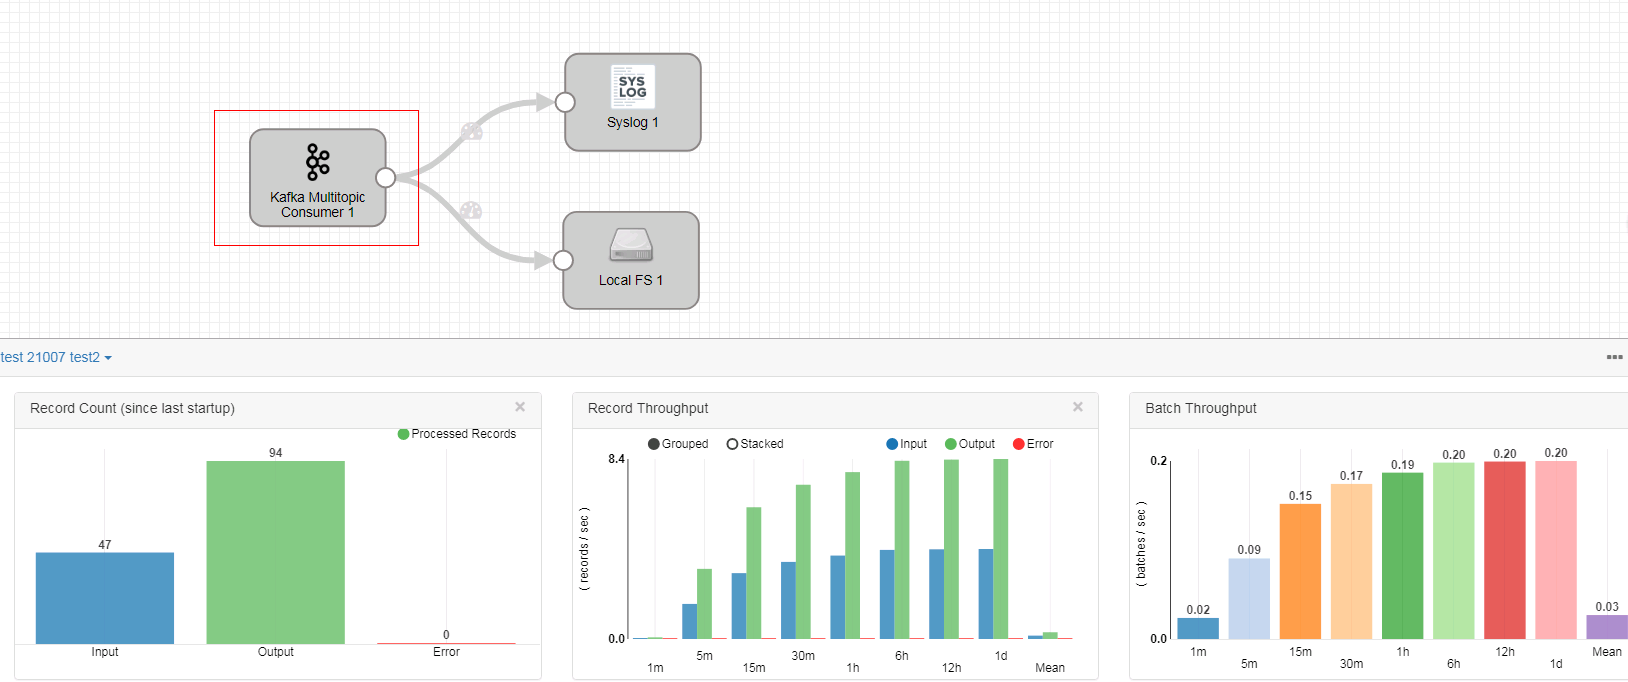 SYS
LOG
Syslog 1
Kafka Multitopic
Consumer 1
Local FS 1
test 21007 test2
Record Count (since last startup)
Processed Records
47
94
0
Input
Output
Error
Record Throughput
Grouped
Stacked
Input
Output
Error
8.4
( records / sec )
0.0
1m
5m
15m
30m
1h
6h
12h
1d
Mean
Batch Throughput
0.2
( batches / sec )
0.0
0.02
0.09
0.15
0.17
0.19
0.20
0.20
0.20
0.03
1m
5m
15m
30m
1h
6h
12h
1d
Mean